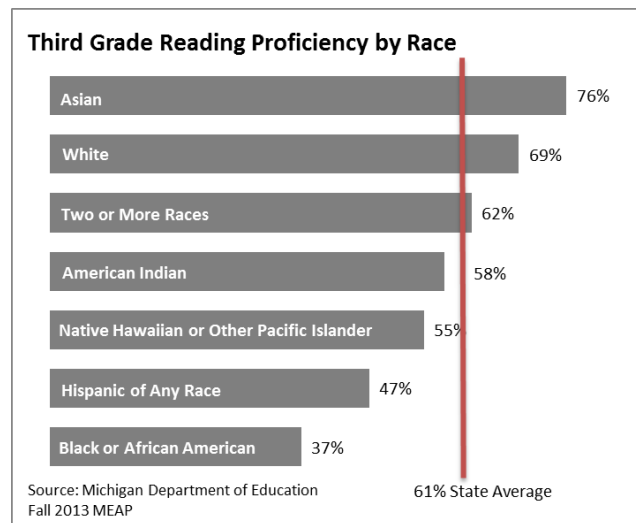 Third Grade Reading Proficiency by Race
Asian 76%
White 69%
Two or More Races 62%
American Indian 58%
Native Hawaiian or Other Pacific Islander 55%
Hispanic of Any Race 47%
Black or African American 37%
Source: Michigan Department of Education
Fall 2013 MEAP
61% State Average